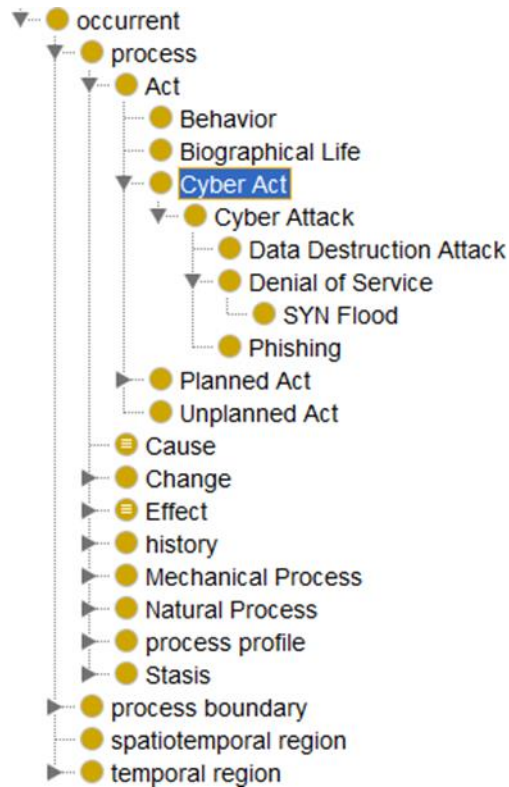 occurrent
process
Act
Behavior
Biographical Life
Cyber Act
Cyber Attack
Data Destruction Attack
Denial of Service
SYN Flood
Phishing
Planned Act
Unplanned Act
Cause
Change
Effect
history
Mechanical Process
Natural Process
process profile
Stasis
process boundary
spatiotemporal region
temporal region